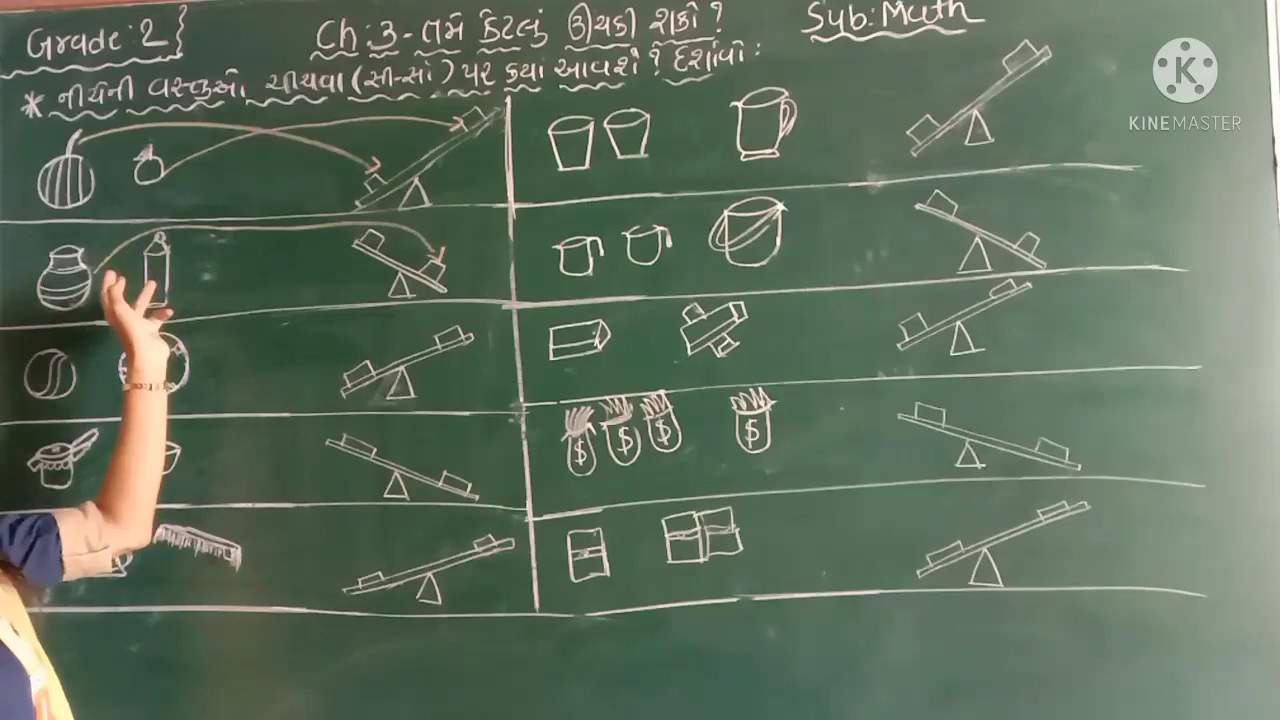 Grade: 2
Ch: 3 - તમે કેટલું ઊંચકી શકો ?
Sub: Math
* નીચેની વસ્તુઓ ચીચવા (સી-સો) પર ક્યાં આવશે ? દર્શાવો :
K
KINEMASTER
$ $ $ $